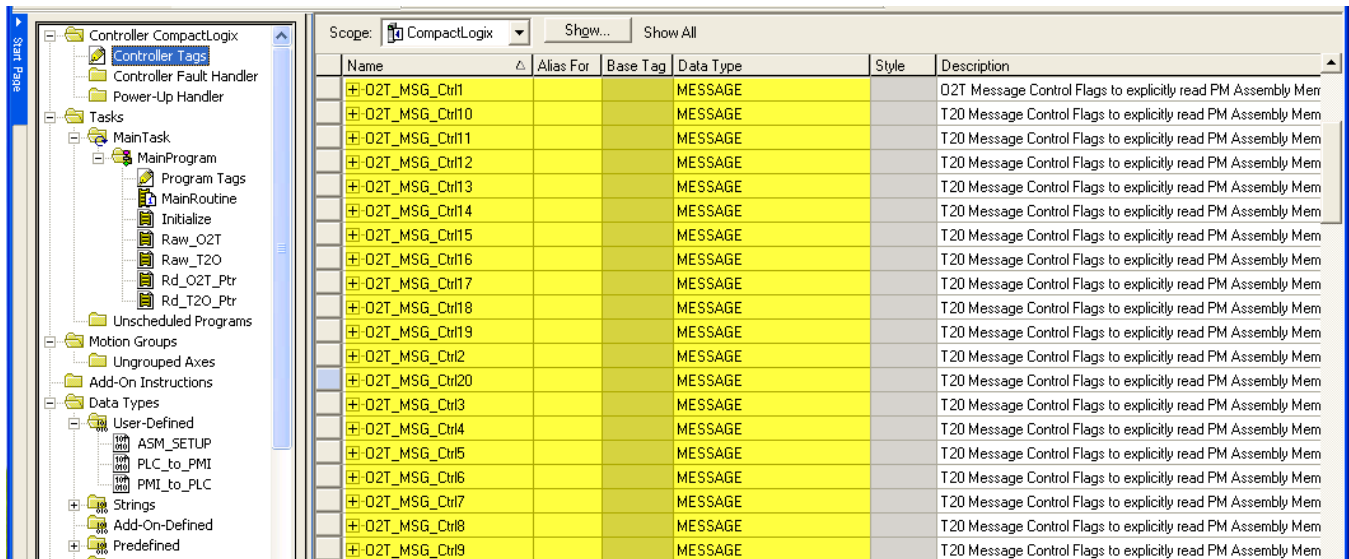 Start Page
Controller CompactLogix
Controller Tags
Controller Fault Handler
Power-Up Handler
Tasks
MainTask
MainProgram
Program Tags
MainRoutine
Initialize
Raw_O2T
Raw_T2O
Rd_O2T_Ptr
Rd_T2O_Ptr
Unscheduled Programs
Motion Groups
Ungrouped Axes
Add-On Instructions
Data Types
User-Defined
ASM_SETUP
PLC_to_PMI
PMI_to_PLC
Strings
Add-On-Defined
Predefined
Scope: CompactLogix Show... Show All
Name Alias For Base Tag Data Type Style Description
O2T_MSG_Ctrl1 MESSAGE O2T Message Control Flags to explicitly read PM Assembly Mem
O2T_MSG_Ctrl10 MESSAGE T2O Message Control Flags to explicitly read PM Assembly Mem
O2T_MSG_Ctrl11 MESSAGE T2O Message Control Flags to explicitly read PM Assembly Mem
O2T_MSG_Ctrl12 MESSAGE T2O Message Control Flags to explicitly read PM Assembly Mem
O2T_MSG_Ctrl13 MESSAGE T2O Message Control Flags to explicitly read PM Assembly Mem
O2T_MSG_Ctrl14 MESSAGE T2O Message Control Flags to explicitly read PM Assembly Mem
O2T_MSG_Ctrl15 MESSAGE T2O Message Control Flags to explicitly read PM Assembly Mem
O2T_MSG_Ctrl16 MESSAGE T2O Message Control Flags to explicitly read PM Assembly Mem
O2T_MSG_Ctrl17 MESSAGE T2O Message Control Flags to explicitly read PM Assembly Mem
O2T_MSG_Ctrl18 MESSAGE T2O Message Control Flags to explicitly read PM Assembly Mem
O2T_MSG_Ctrl19 MESSAGE T2O Message Control Flags to explicitly read PM Assembly Mem
O2T_MSG_Ctrl2 MESSAGE T2O Message Control Flags to explicitly read PM Assembly Mem
O2T_MSG_Ctrl20 MESSAGE T2O Message Control Flags to explicitly read PM Assembly Mem
O2T_MSG_Ctrl3 MESSAGE T2O Message Control Flags to explicitly read PM Assembly Mem
O2T_MSG_Ctrl4 MESSAGE T2O Message Control Flags to explicitly read PM Assembly Mem
O2T_MSG_Ctrl5 MESSAGE T2O Message Control Flags to explicitly read PM Assembly Mem
O2T_MSG_Ctrl6 MESSAGE T2O Message Control Flags to explicitly read PM Assembly Mem
O2T_MSG_Ctrl7 MESSAGE T2O Message Control Flags to explicitly read PM Assembly Mem
O2T_MSG_Ctrl8 MESSAGE T2O Message Control Flags to explicitly read PM Assembly Mem
O2T_MSG_Ctrl9 MESSAGE T2O Message Control Flags to explicitly read PM Assembly Mem